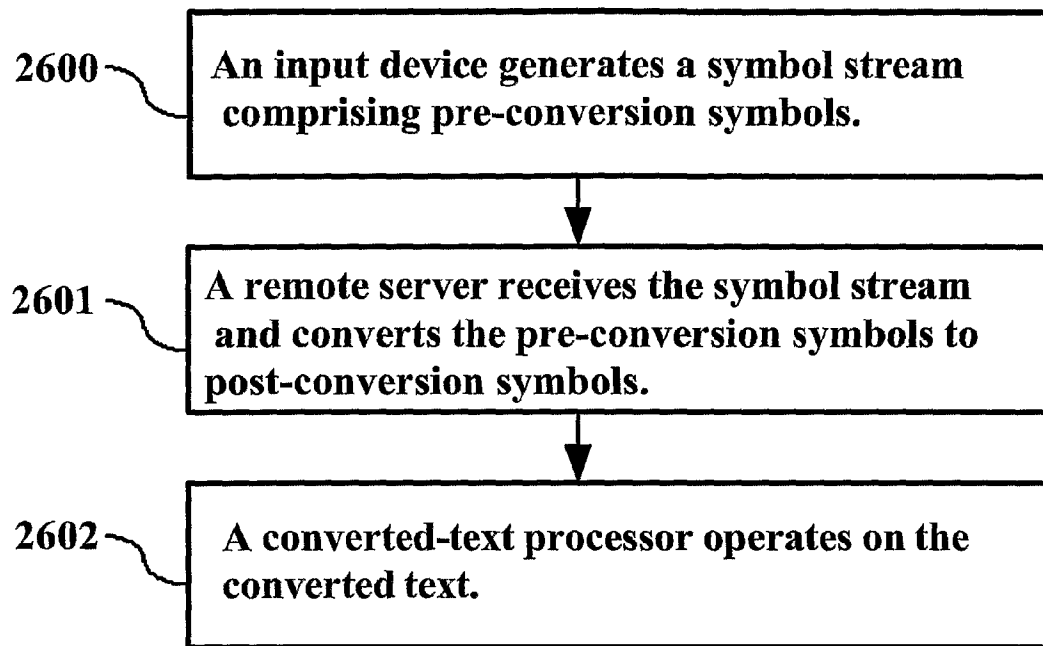 2600
An input device generates a symbol stream
comprising pre-conversion symbols.
2601
A remote server receives the symbol stream
and converts the pre-conversion symbols to
post-conversion symbols.
2602
A converted-text processor operates on the
converted text.